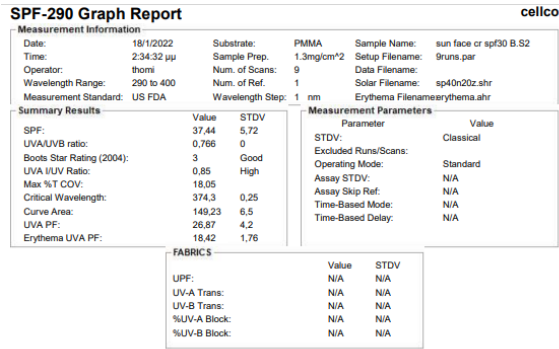 SPF-290 Graph Report cellco
Measurement Information
Date: 18/1/2022 Substrate: PMMA Sample Name: sun face cr spf30 B.S2
Time: 2:34:32 μμ Sample Prep. 1.3mg/cm^2 Setup Filename: 9runs.par
Operator: thomi Num. of Scans: 9 Data Filename:
Wavelength Range: 290 to 400 Num. of Ref. 1 Solar Filename: sp40n20z.shr
Measurement Standard: US FDA Wavelength Step: 1 nm Erythema Filename:erythema.ahr
Summary Results Measurement Parameters
Value STDV Parameter Value
SPF: 37,44 5,72 STDV: Classical
UVA/UVB ratio: 0,766 0 Excluded Runs/Scans:
Boots Star Rating (2004): 3 Good Operating Mode: Standard
UVA I/UV Ratio: 0,85 High Assay STDV: N/A
Max %T COV: 18,05 Assay Skip Ref: N/A
Critical Wavelength: 374,3 0,25 Time-Based Mode: N/A
Curve Area: 149,23 6,5 Time-Based Delay: N/A
UVA PF: 26,87 4,2
Erythema UVA PF: 18,42 1,76
FABRICS
Value STDV
UPF: N/A N/A
UV-A Trans: N/A N/A
UV-B Trans: N/A N/A
%UV-A Block: N/A N/A
%UV-B Block: N/A N/A